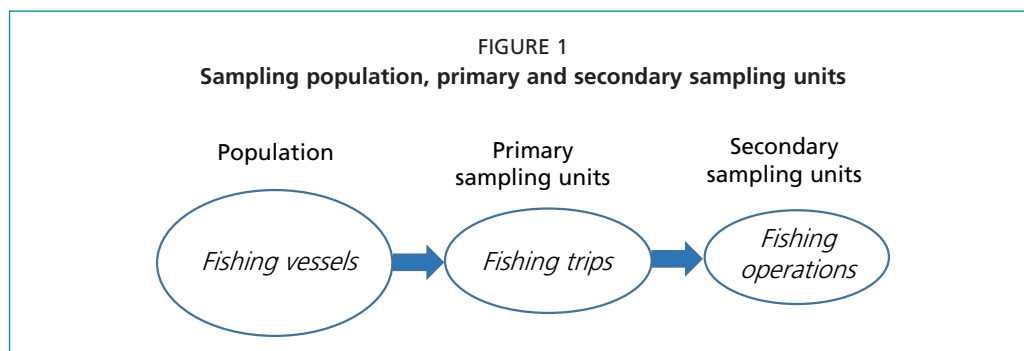 FIGURE 1
Sampling population, primary and secondary sampling units
Population
Primary
sampling units
Secondary
sampling units
Fishing vessels
Fishing trips
Fishing
operations